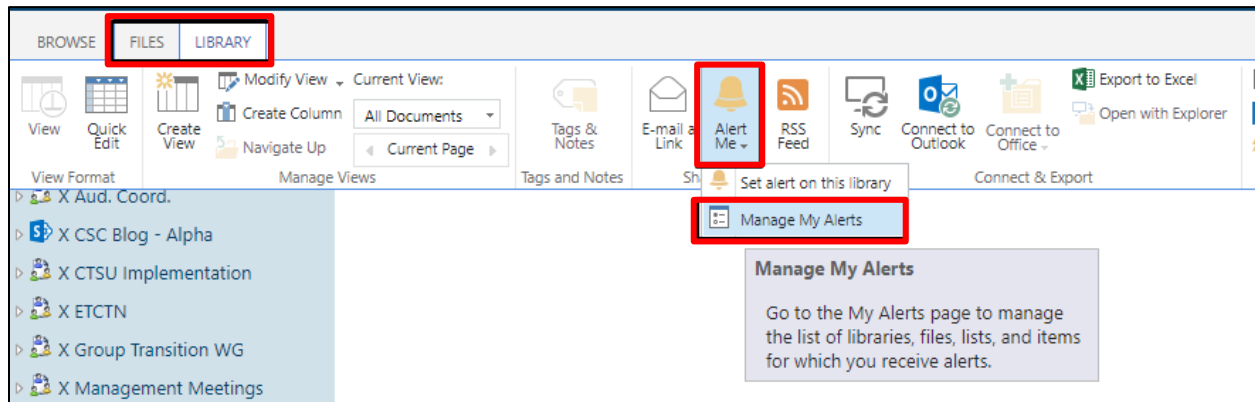 BROWSE FILES LIBRARY
View
Quick
Edit
Create
View
Modify View
Create Column
Navigate Up
Current View:
All Documents
Current Page
Tags &
Notes
E-mail a
Link
Alert
Me
RSS
Feed
Sync
Connect to
Outlook
Connect to
Office
Export to Excel
Open with Explorer
View Format
Manage Views
Tags and Notes
Sh
Connect & Export
Set alert on this library
Manage My Alerts
Manage My Alerts
Go to the My Alerts page to manage
the list of libraries, files, lists, and items
for which you receive alerts.
X Aud. Coord.
X CSC Blog - Alpha
X CTSU Implementation
X ETCTN
X Group Transition WG
X Management Meetings